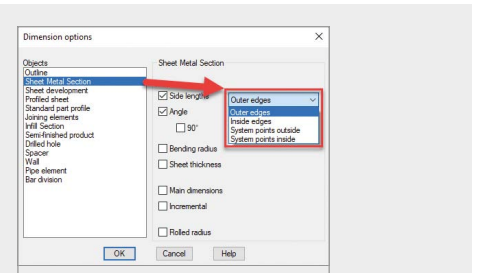 Dimension options
Objects
Outline
Sheet Metal Section
Sheet development
Profiled sheet
Standard part profile
Joining elements
Infill Section
Semi-finished product
Drilled hole
Spacer
Wall
Pipe element
Bar division
Sheet Metal Section
Side lengths
Outer edges
Outer edges
Inside edges
System points outside
System points inside
Angle
90°
Bending radius
Sheet thickness
Main dimensions
Incremental
Rolled radius
OK
Cancel
Help